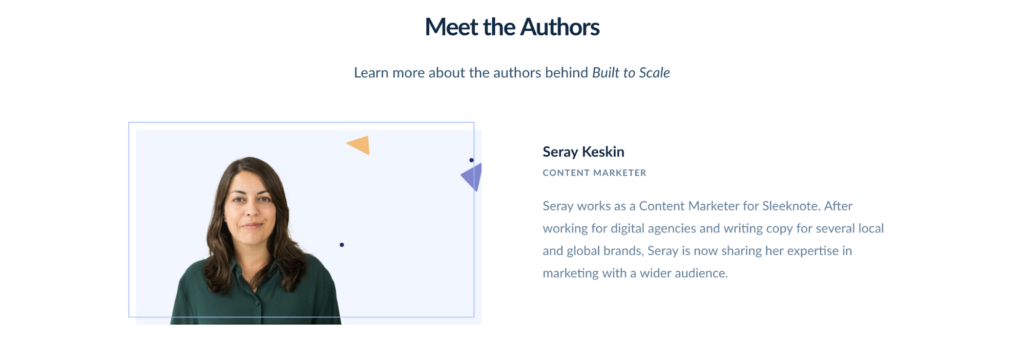 Meet the Authors
Learn more about the authors behind Built to Scale
Seray Keskin
CONTENT MARKETER
Seray works as a Content Marketer for Sleeknote. After
working for digital agencies and writing copy for several local
and global brands, Seray is now sharing her expertise in
marketing with a wider audience.